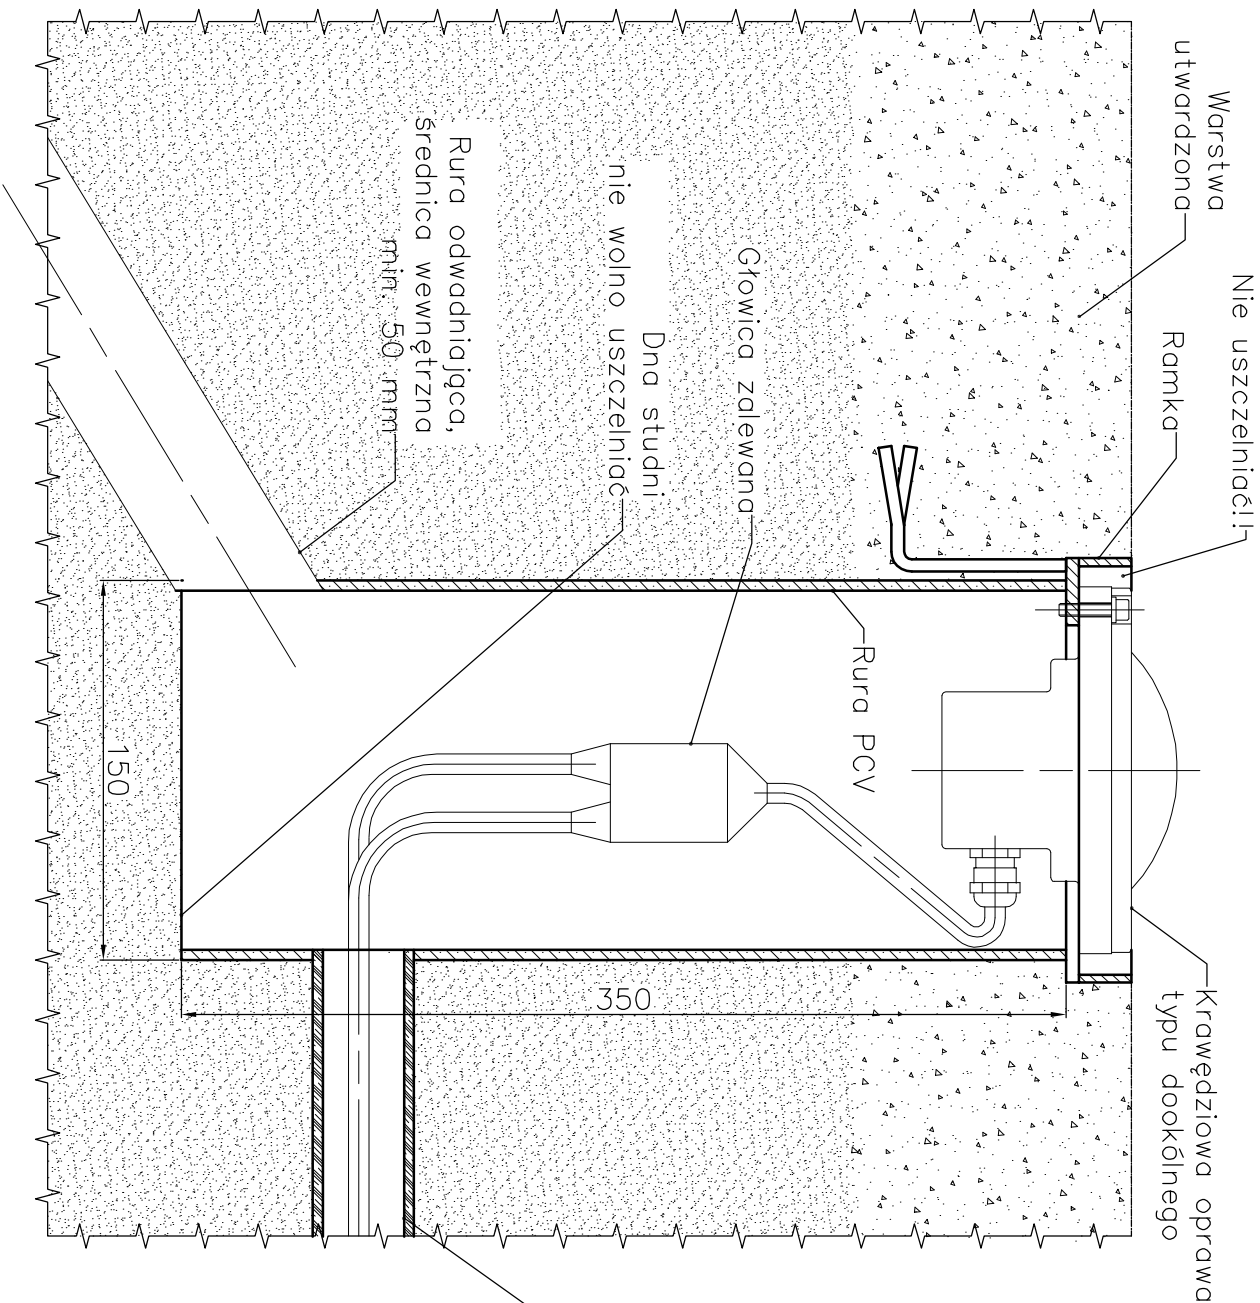 Warstwa
utwardzona
Nie uszczelniać!!
Ramka
Krawędziowa oprawa
typu dookólnego
Rura PCV
Głowica zalewana
Dna studni
nie wolno uszczelniać
Rura odwadniająca,
średnica wewnętrzna
min. 50 mm
350
150